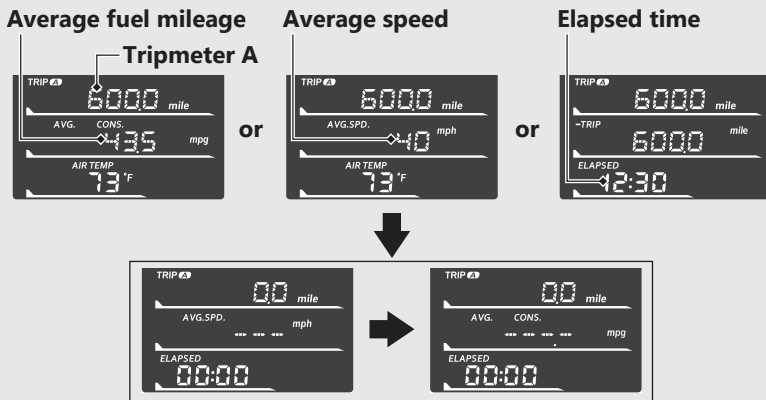 Average fuel mileage
Tripmeter A
TRIP A
600.0 mile
AVG. CONS.
43.5 mpg
AIR TEMP
73 °F
or
Average speed
TRIP A
600.0 mile
AVG.SPD.
40 mph
AIR TEMP
73 °F
or
Elapsed time
TRIP A
600.0 mile
-TRIP
600.0 mile
ELAPSED
12:30
TRIP A
0.0 mile
AVG.SPD.
--- mph
ELAPSED
00:00
TRIP A
0.0 mile
AVG. CONS.
---.- mpg
ELAPSED
00:00